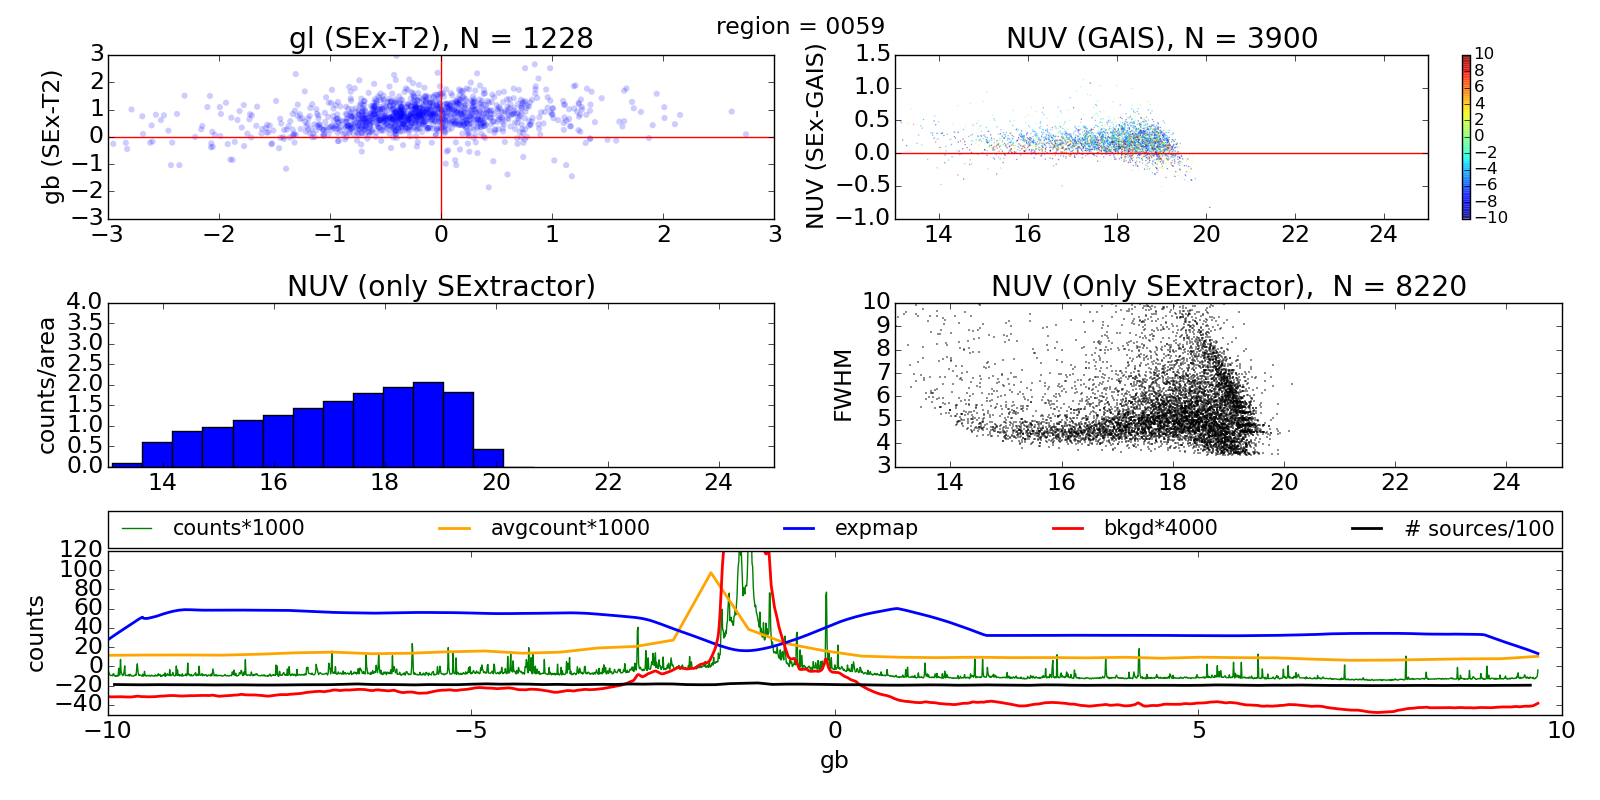 region = 0059
gl (SEx-T2), N = 1228
NUV (GAIS), N = 3900
gb (SEx-T2)
3
2
1
0
−1
−2
−3
−3 −2 −1 0 1 2 3
NUV (SEx-GAIS)
1.5
1.0
0.5
0.0
−0.5
−1.0
14 16 18 20 22 24
10
8
6
4
2
0
−2
−4
−6
−8
−10
NUV (only SExtractor)
counts/area
4.0
3.5
3.0
2.5
2.0
1.5
1.0
0.5
0.0
14 16 18 20 22 24
NUV (Only SExtractor), N = 8220
FWHM
10
9
8
7
6
5
4
3
14 16 18 20 22 24
counts*1000 avgcount*1000 expmap bkgd*4000 # sources/100
counts
120
100
80
60
40
20
0
−20
−40
−10 −5 0 5 10
gb